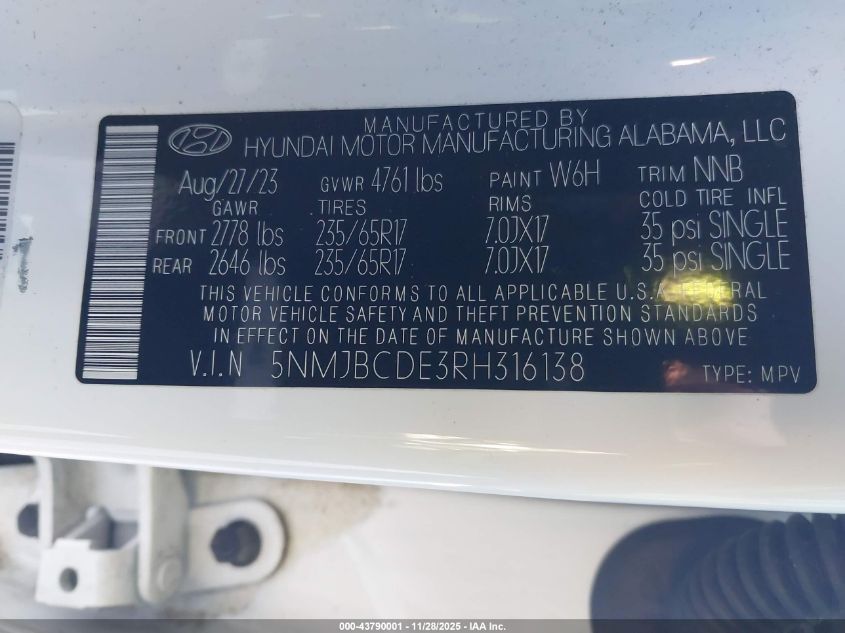 MANUFACTURED BY
HYUNDAI MOTOR MANUFACTURING ALABAMA, LLC
Aug/27/23 GVWR 4761 lbs PAINT W6H TRIM NNB
GAWR TIRES RIMS COLD TIRE INFL
FRONT 2778 lbs 235/65R17 7.0JX17 35 psi SINGLE
REAR 2646 lbs 235/65R17 7.0JX17 35 psi SINGLE
THIS VEHICLE CONFORMS TO ALL APPLICABLE U.S.A. FEDERAL
MOTOR VEHICLE SAFETY AND THEFT PREVENTION STANDARDS
IN EFFECT ON THE DATE OF MANUFACTURE SHOWN ABOVE
V.I.N 5NMJBCDE3RH316138 TYPE: MPV
000-43790001 - 11/28/2025 - IAA Inc.